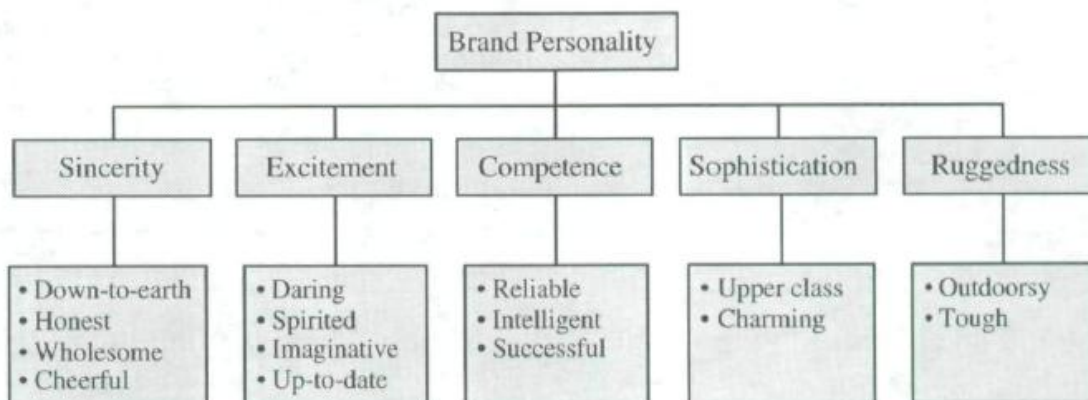 Brand Personality
Sincerity
Excitement
Competence
Sophistication
Ruggedness
• Down-to-earth
• Honest
• Wholesome
• Cheerful
• Daring
• Spirited
• Imaginative
• Up-to-date
• Reliable
• Intelligent
• Successful
• Upper class
• Charming
• Outdoorsy
• Tough